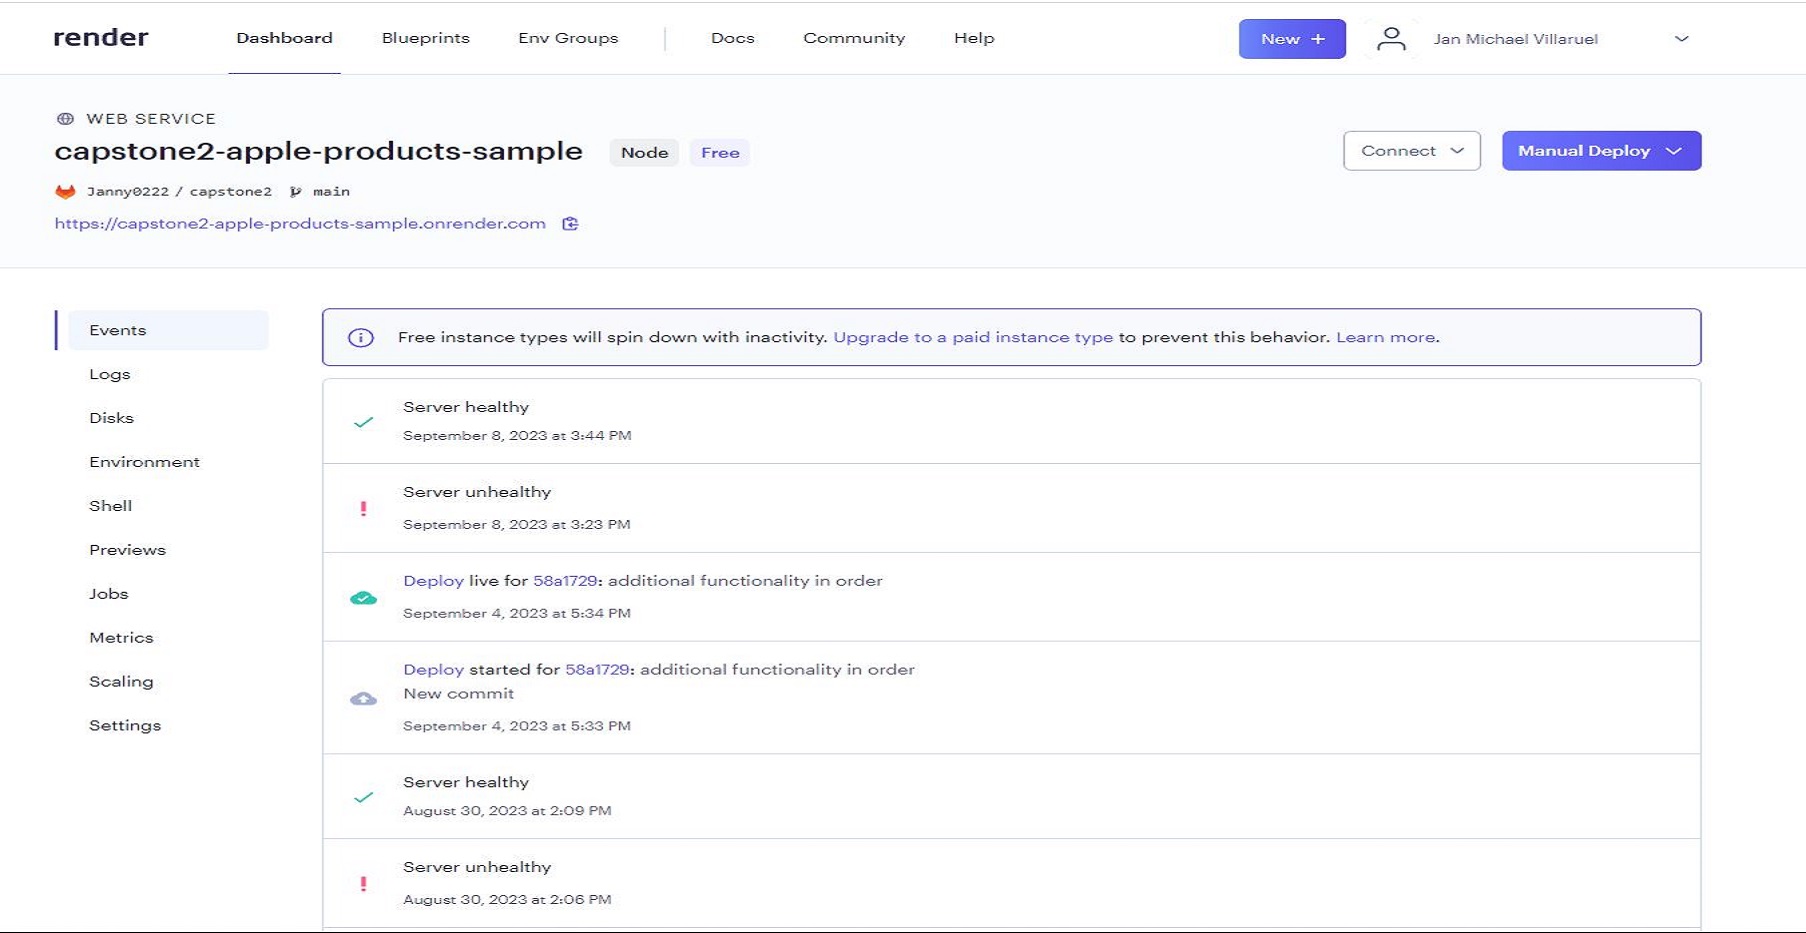 render
Dashboard Blueprints Env Groups Docs Community Help New + Jan Michael Villaruel
WEB SERVICE
capstone2-apple-products-sample Node Free
Connect Manual Deploy
Janny0222 / capstone2 main
https://capstone2-apple-products-sample.onrender.com
Events
Logs
Disks
Environment
Shell
Previews
Jobs
Metrics
Scaling
Settings
Free instance types will spin down with inactivity. Upgrade to a paid instance type to prevent this behavior. Learn more.
Server healthy
September 8, 2023 at 3:44 PM
Server unhealthy
September 8, 2023 at 3:23 PM
Deploy live for 58a1729: additional functionality in order
September 4, 2023 at 5:34 PM
Deploy started for 58a1729: additional functionality in order
New commit
September 4, 2023 at 5:33 PM
Server healthy
August 30, 2023 at 2:09 PM
Server unhealthy
August 30, 2023 at 2:06 PM